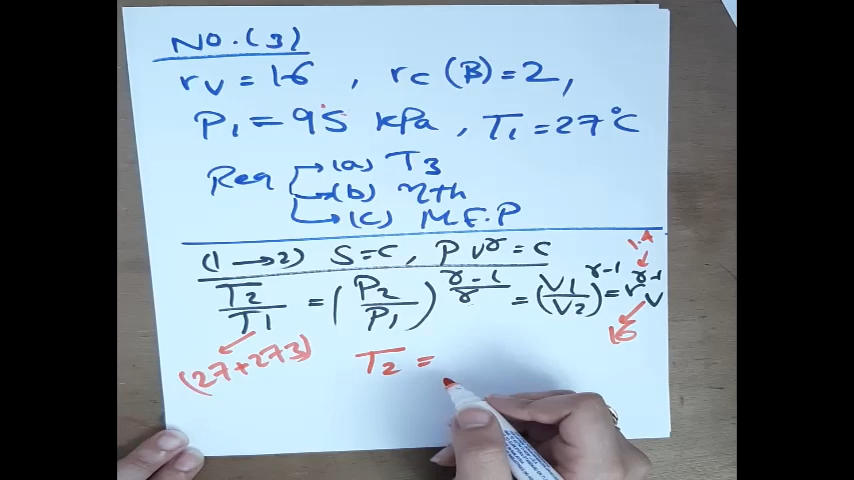 NO.(3)
rv = 16 , rc (B) = 2 ,
P1 = 95 kPa , T1 = 27°C
Req → (a) T3
→ (b) ηth
→ (c) M.E.P
(1 → 2) S=C , P v^γ = C
1.4
T2/T1 = (P2/P1)^(γ-1/γ) = (V1/V2)^γ-1 = rv^γ-1
16
(27+273) T2 =